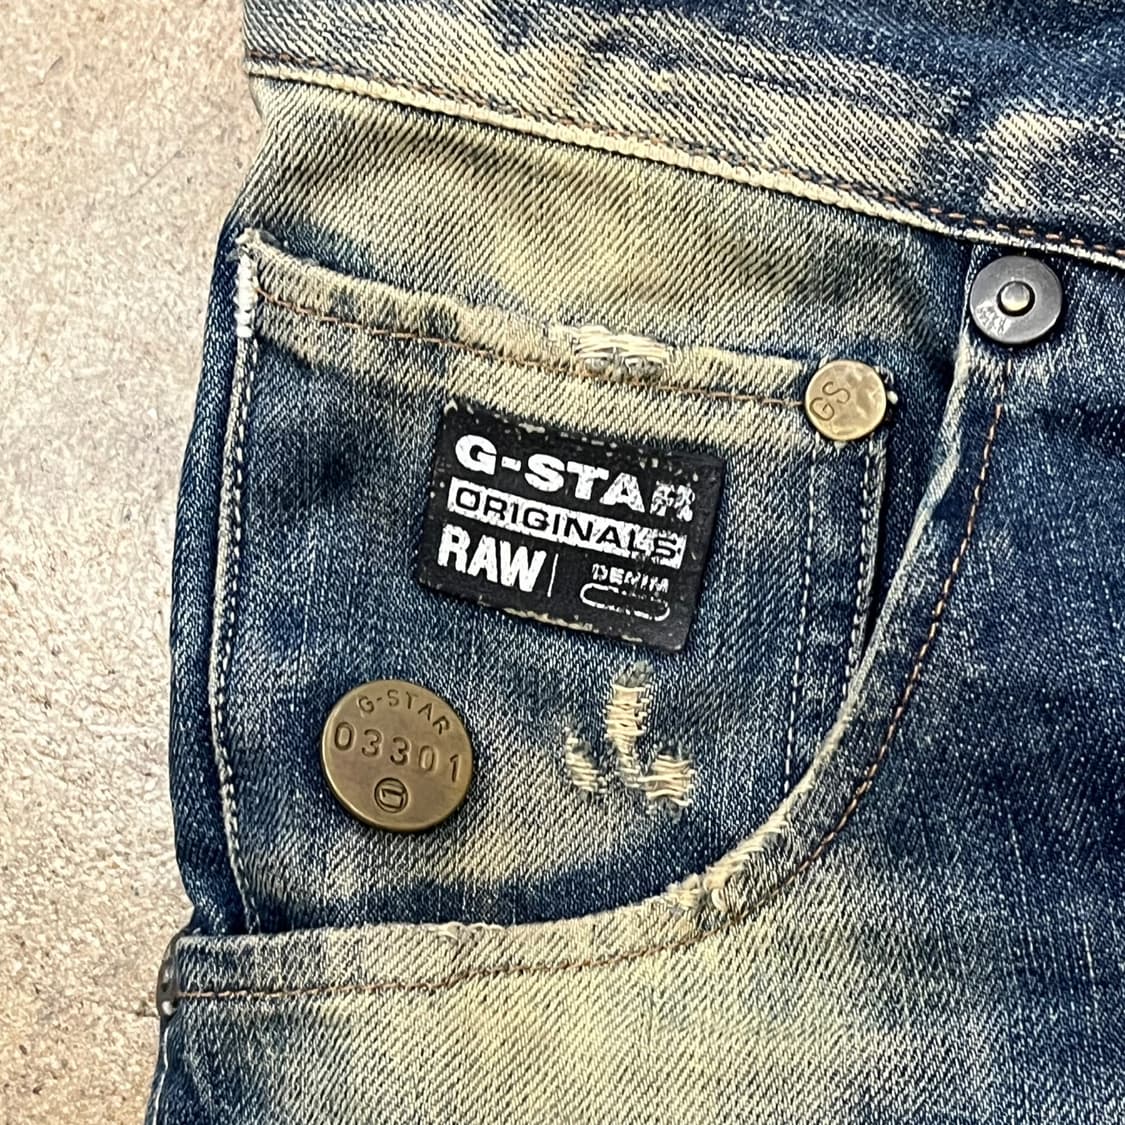 GS-
G-STAR
ORIGINALS
RAW
DENIM
G-STAR
03301